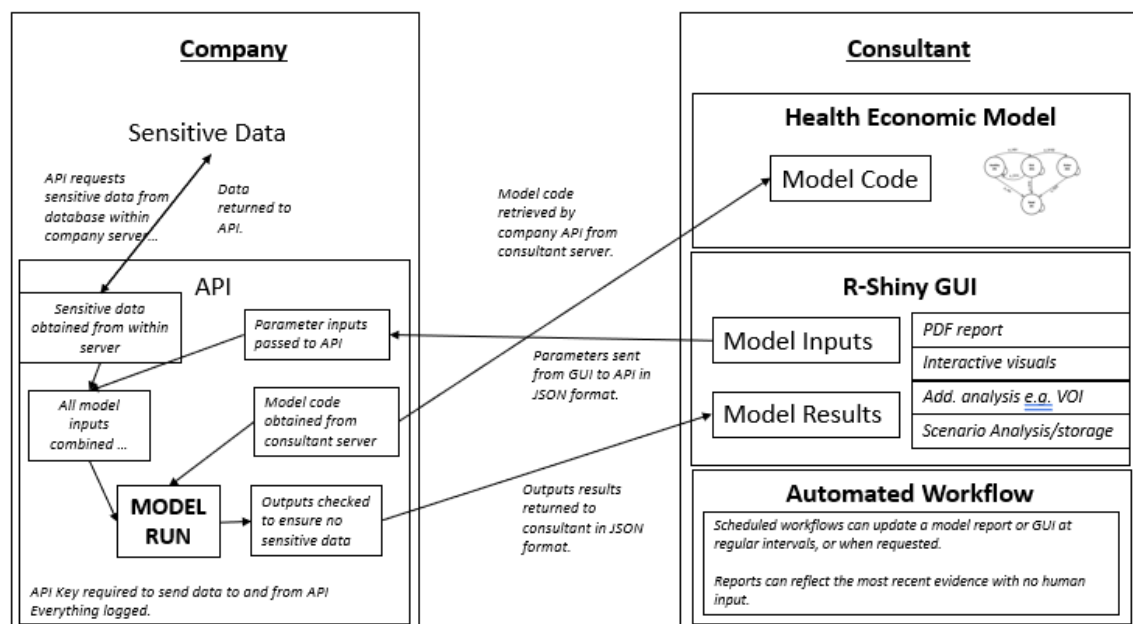 Company
Sensitive Data
API requests
sensitive data from
database within
company server…
Data
returned to
API.
API
Sensitive data
obtained from within
server
Parameter inputs
passed to API
All model
inputs
combined …
Model code
obtained from
consultant server
MODEL
RUN
Outputs checked
to ensure no
sensitive data
API Key required to send data to and from API
Everything logged.
Model code
retrieved by
company API from
consultant server.
Parameters sent
from GUI to API in
JSON format.
Outputs results
returned to
consultant in JSON
format.
Consultant
Health Economic Model
Model Code
R-Shiny GUI
Model Inputs
Model Results
PDF report
Interactive visuals
Add. analysis e.g. VOI
Scenario Analysis/storage
Automated Workflow
Scheduled workflows can update a model report or GUI at
regular intervals, or when requested.
Reports can reflect the most recent evidence with no human
input.